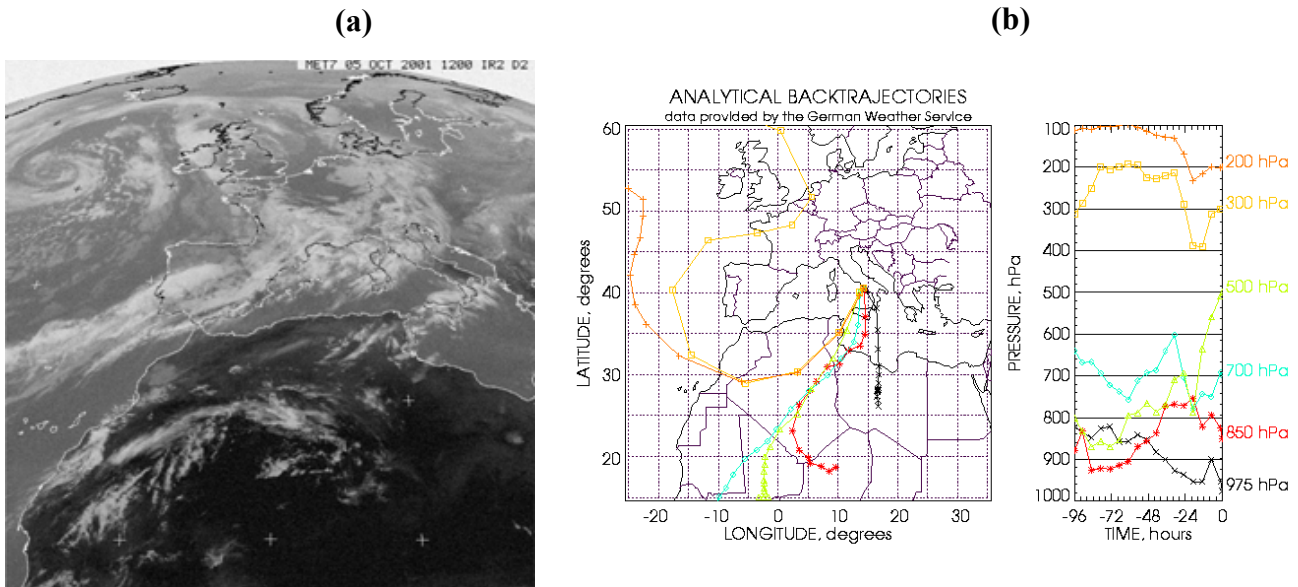 (a)
(b)
MET7 05 OCT 2001 1200 IR2 D2
ANALYTICAL BACKTRAJECTORIES
data provided by the German Weather Service
60
50
40
30
20
LATITUDE, degrees
-20 -10 0 10 20 30
LONGITUDE, degrees
100
200
300
400
500
600
700
800
900
1000
PRESSURE, hPa
-96 -72 -48 -24 0
TIME, hours
200 hPa
300 hPa
500 hPa
700 hPa
850 hPa
975 hPa